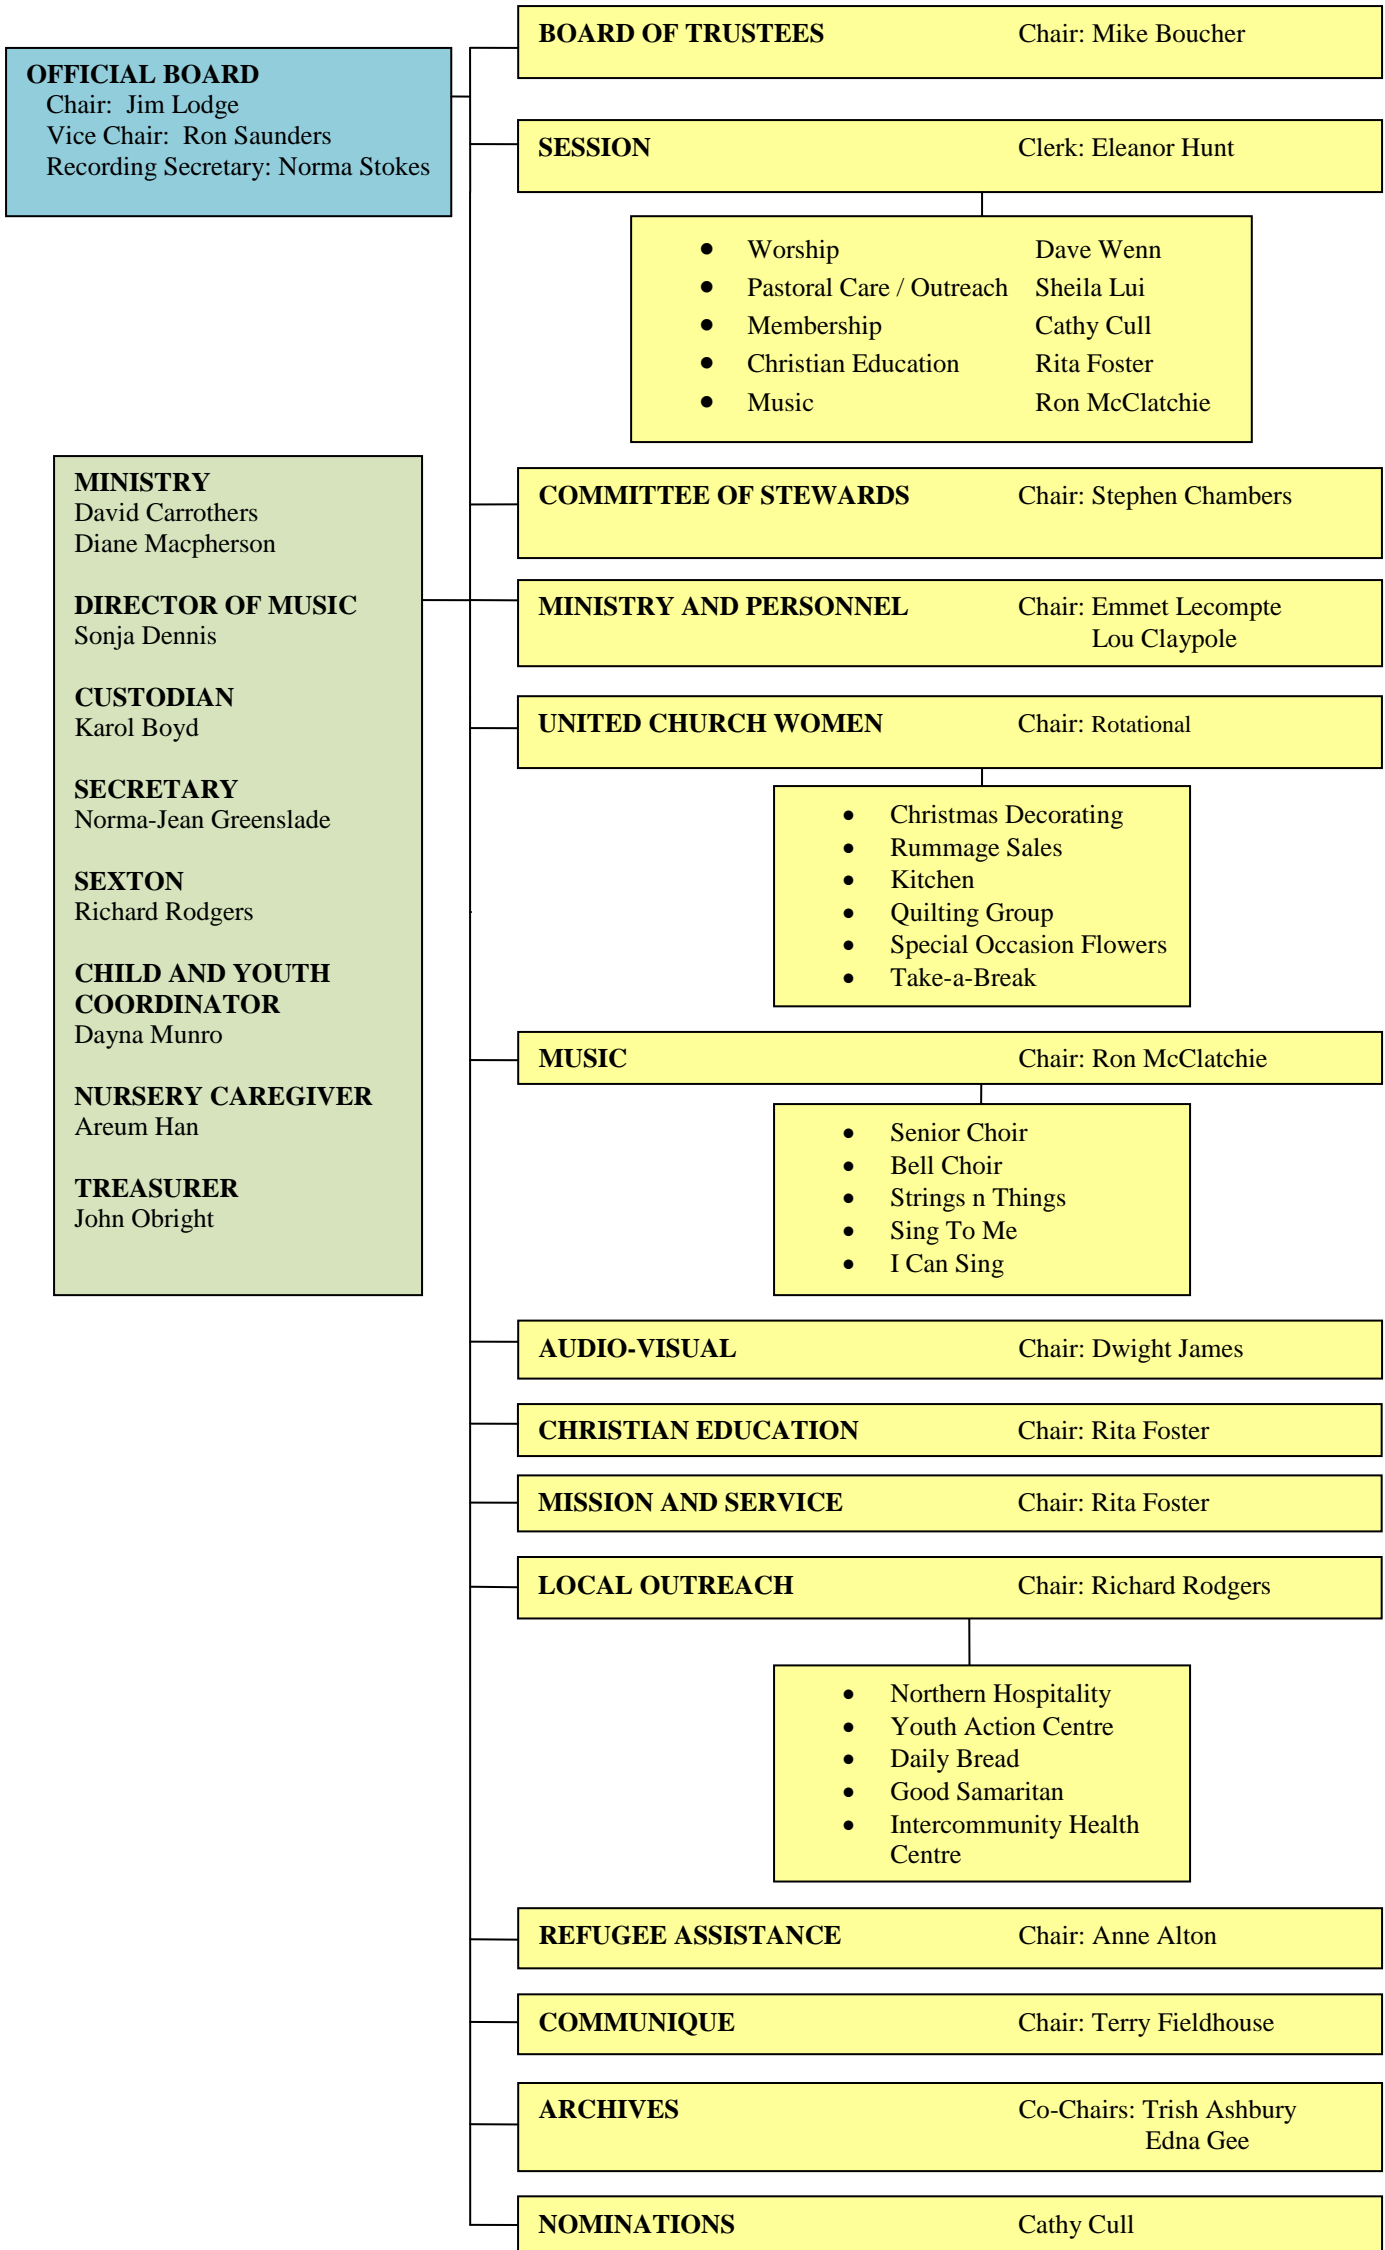 OFFICIAL BOARD
Chair: Jim Lodge
Vice Chair: Ron Saunders
Recording Secretary: Norma Stokes
MINISTRY
David Carrothers
Diane Macpherson
DIRECTOR OF MUSIC
Sonja Dennis
CUSTODIAN
Karol Boyd
SECRETARY
Norma-Jean Greenslade
SEXTON
Richard Rodgers
CHILD AND YOUTH
COORDINATOR
Dayna Munro
NURSERY CAREGIVER
Areum Han
TREASURER
John Obright
BOARD OF TRUSTEES Chair: Mike Boucher
SESSION Clerk: Eleanor Hunt
• Worship Dave Wenn
• Pastoral Care / Outreach Sheila Lui
• Membership Cathy Cull
• Christian Education Rita Foster
• Music Ron McClatchie
COMMITTEE OF STEWARDS Chair: Stephen Chambers
MINISTRY AND PERSONNEL Chair: Emmet Lecompte
Lou Claypole
UNITED CHURCH WOMEN Chair: Rotational
• Christmas Decorating
• Rummage Sales
• Kitchen
• Quilting Group
• Special Occasion Flowers
• Take-a-Break
MUSIC Chair: Ron McClatchie
• Senior Choir
• Bell Choir
• Strings n Things
• Sing To Me
• I Can Sing
AUDIO-VISUAL Chair: Dwight James
CHRISTIAN EDUCATION Chair: Rita Foster
MISSION AND SERVICE Chair: Rita Foster
LOCAL OUTREACH Chair: Richard Rodgers
• Northern Hospitality
• Youth Action Centre
• Daily Bread
• Good Samaritan
• Intercommunity Health
Centre
REFUGEE ASSISTANCE Chair: Anne Alton
COMMUNIQUE Chair: Terry Fieldhouse
ARCHIVES Co-Chairs: Trish Ashbury
Edna Gee
NOMINATIONS Cathy Cull